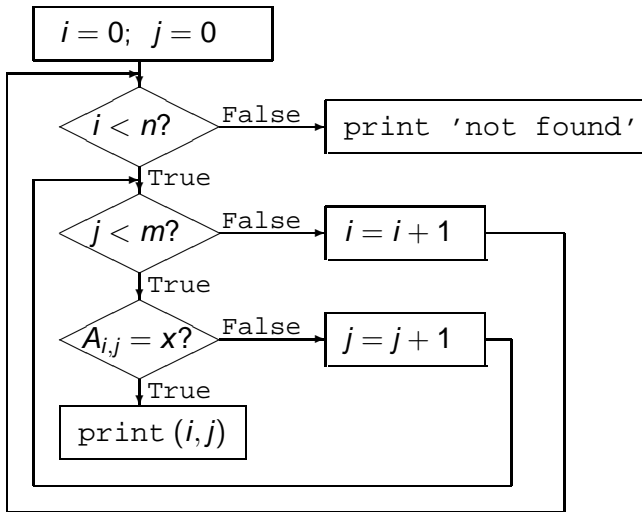 i = 0; j = 0
i < n?
False
print 'not found'
True
j < m?
False
i = i + 1
True
A_{i,j} = x?
False
j = j + 1
True
print (i, j)